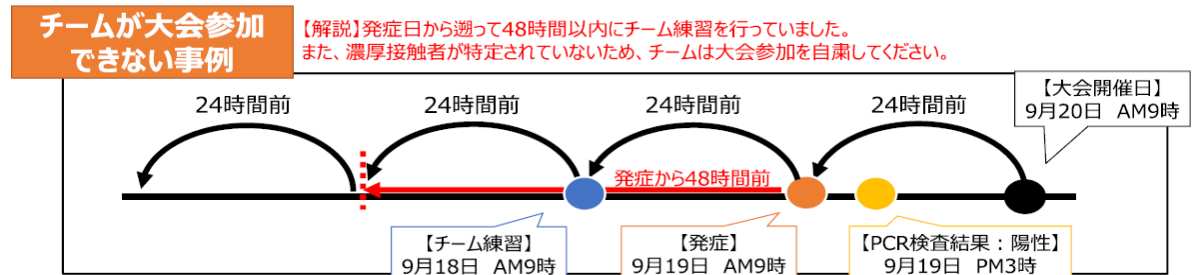 チームが大会参加
できない事例
【解説】発症日から遡って48時間以内にチーム練習を行っていました。
また、濃厚接触者が特定されていないため、チームは大会参加を自粛してください。
24時間前
24時間前
24時間前
24時間前
【大会開催日】
9月20日 AM9時
発症から48時間前
【チーム練習】
9月18日 AM9時
【発症】
9月19日 AM9時
【PCR検査結果：陽性】
9月19日 PM3時